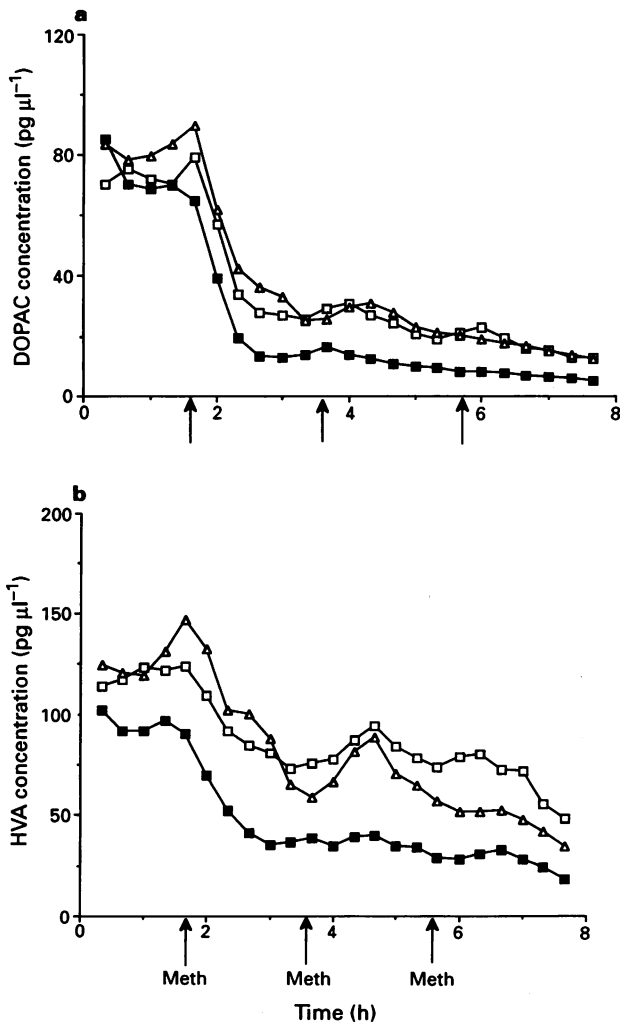 a
120
80
40
0
DOPAC concentration (pg µl⁻¹)
0 2 4 6 8
b
200
150
100
50
0
HVA concentration (pg µl⁻¹)
0 2 4 6 8
Meth Meth Meth
Time (h)